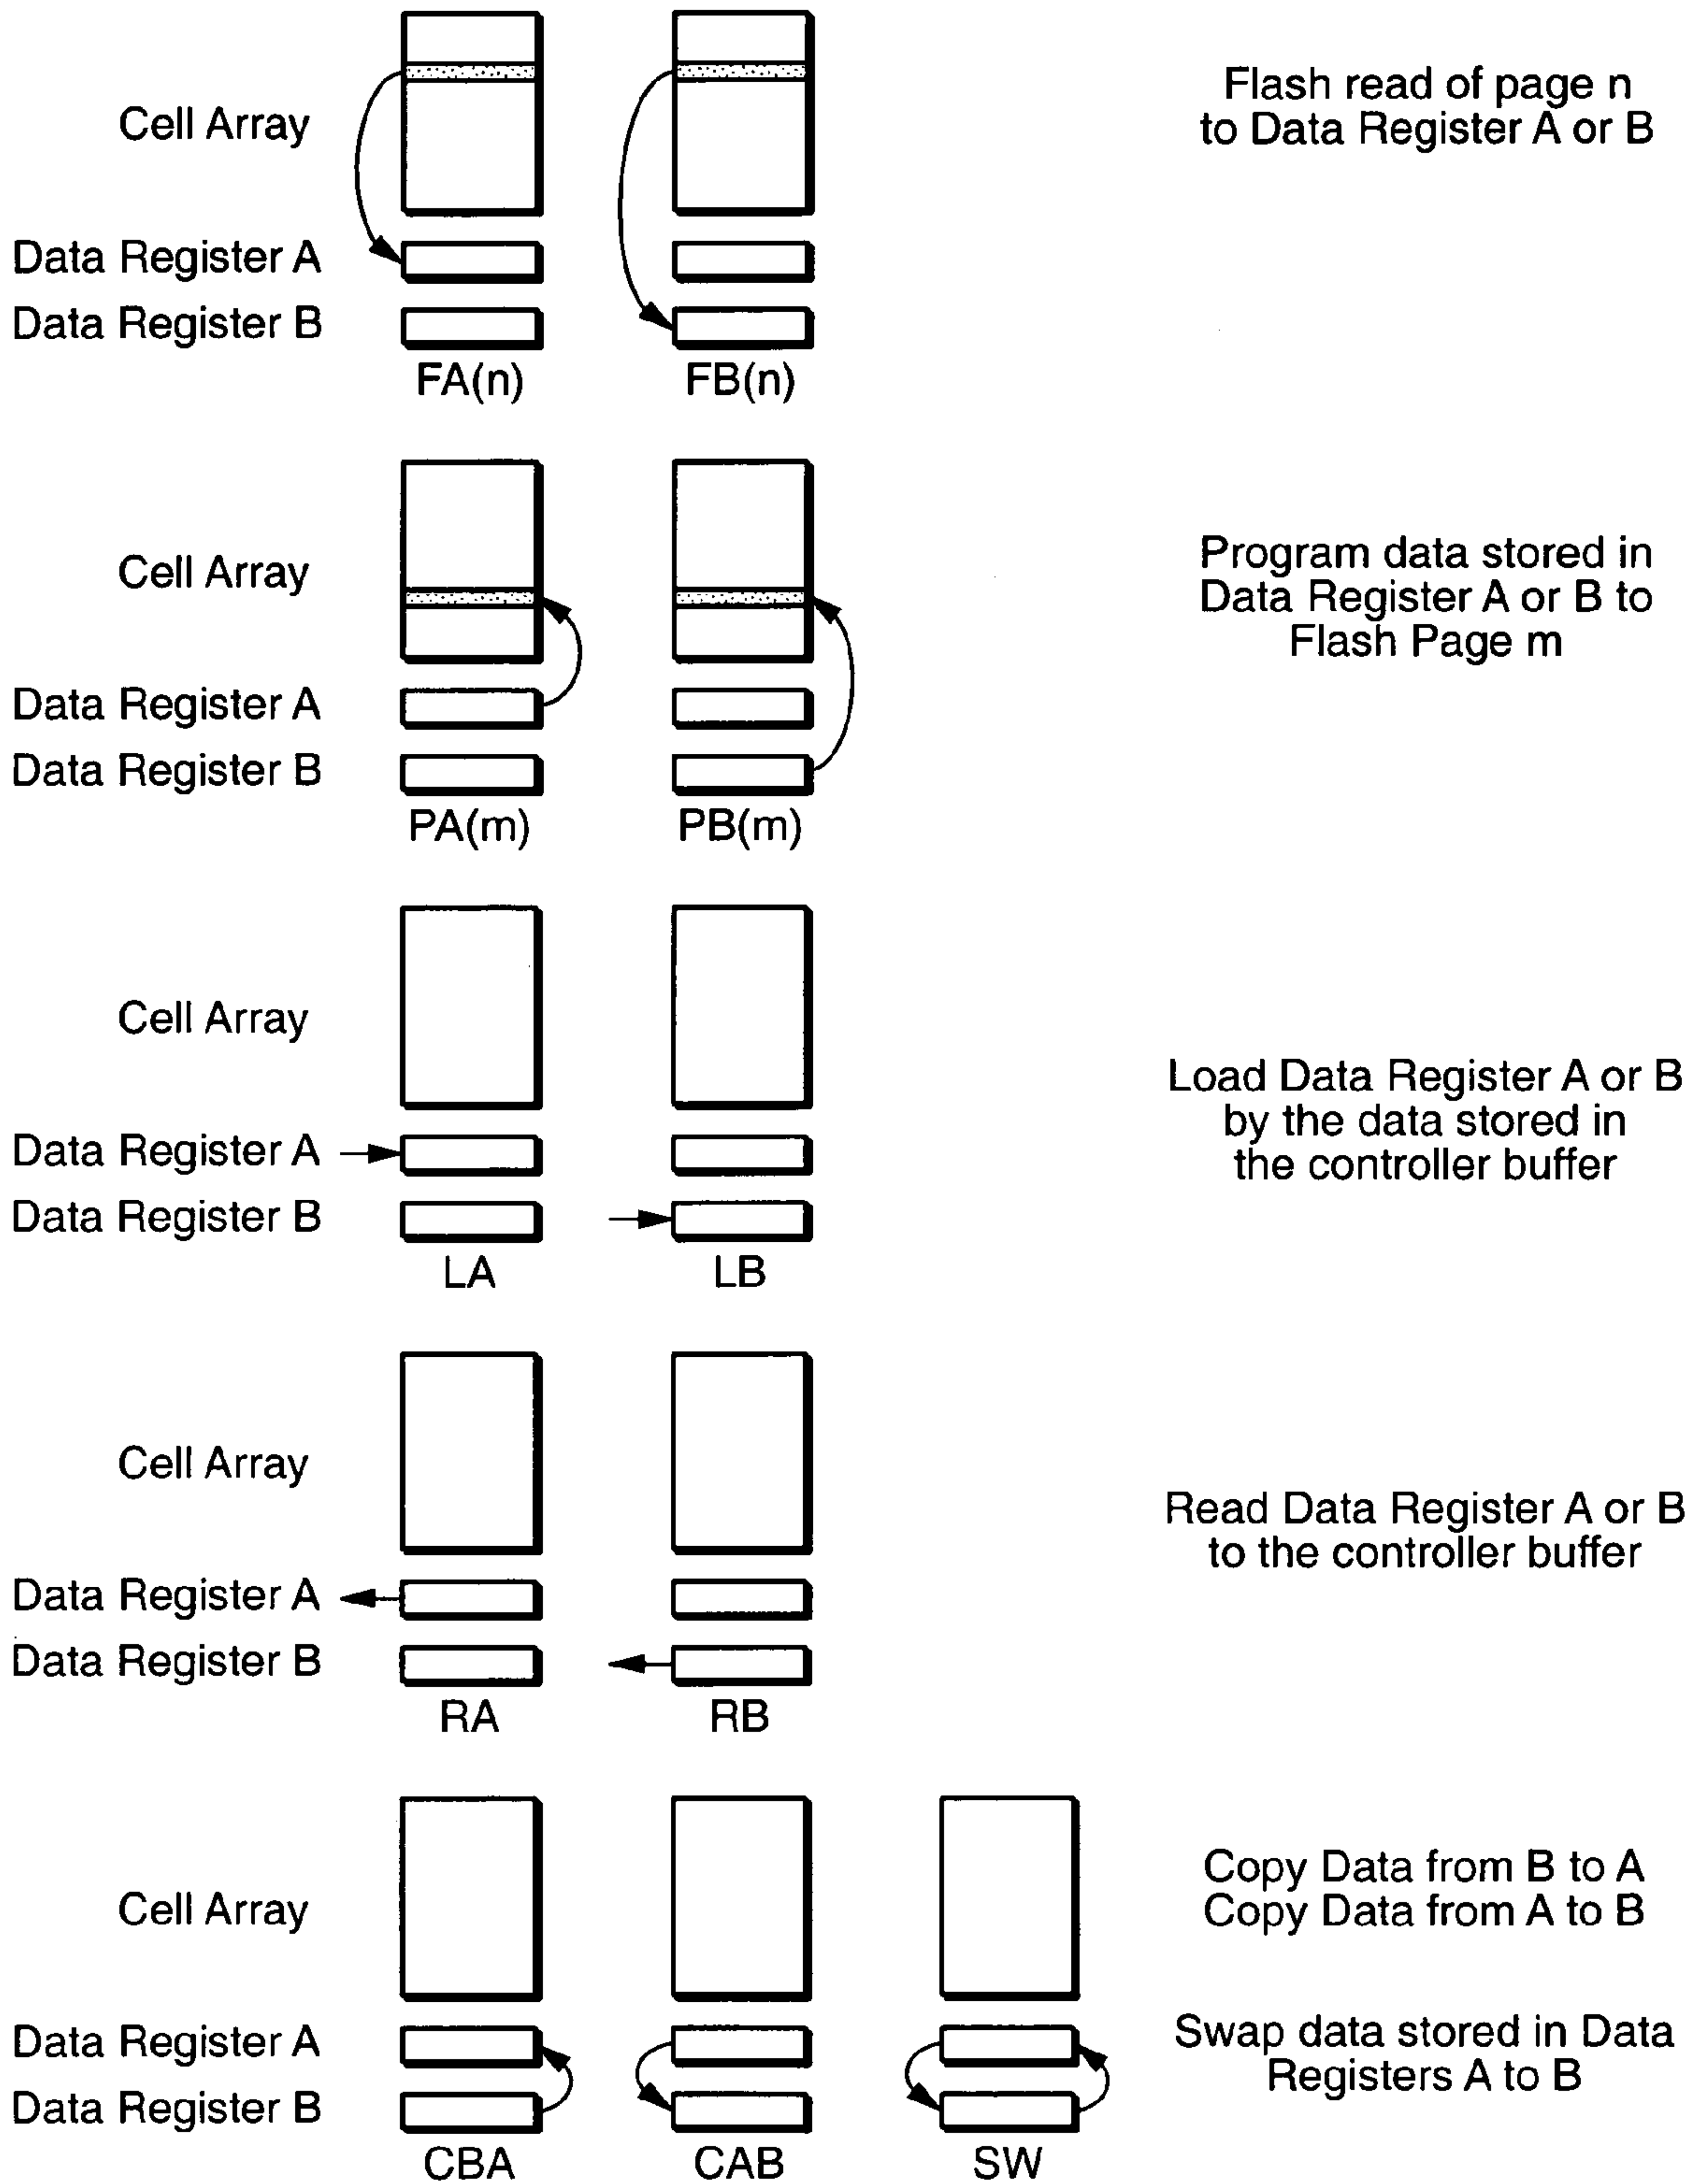 Cell Array
Flash read of page n
to Data Register A or B
Data Register A
Data Register B
FA(n)
FB(n)
Cell Array
Program data stored in
Data Register A or B to
Flash Page m
Data Register A
Data Register B
PA(m)
PB(m)
Cell Array
Load Data Register A or B
by the data stored in
the controller buffer
Data Register A
Data Register B
LA
LB
Cell Array
Read Data Register A or B
to the controller buffer
Data Register A
Data Register B
RA
RB
Cell Array
Copy Data from B to A
Copy Data from A to B
Swap data stored in Data
Registers A to B
Data Register A
Data Register B
CBA
CAB
SW